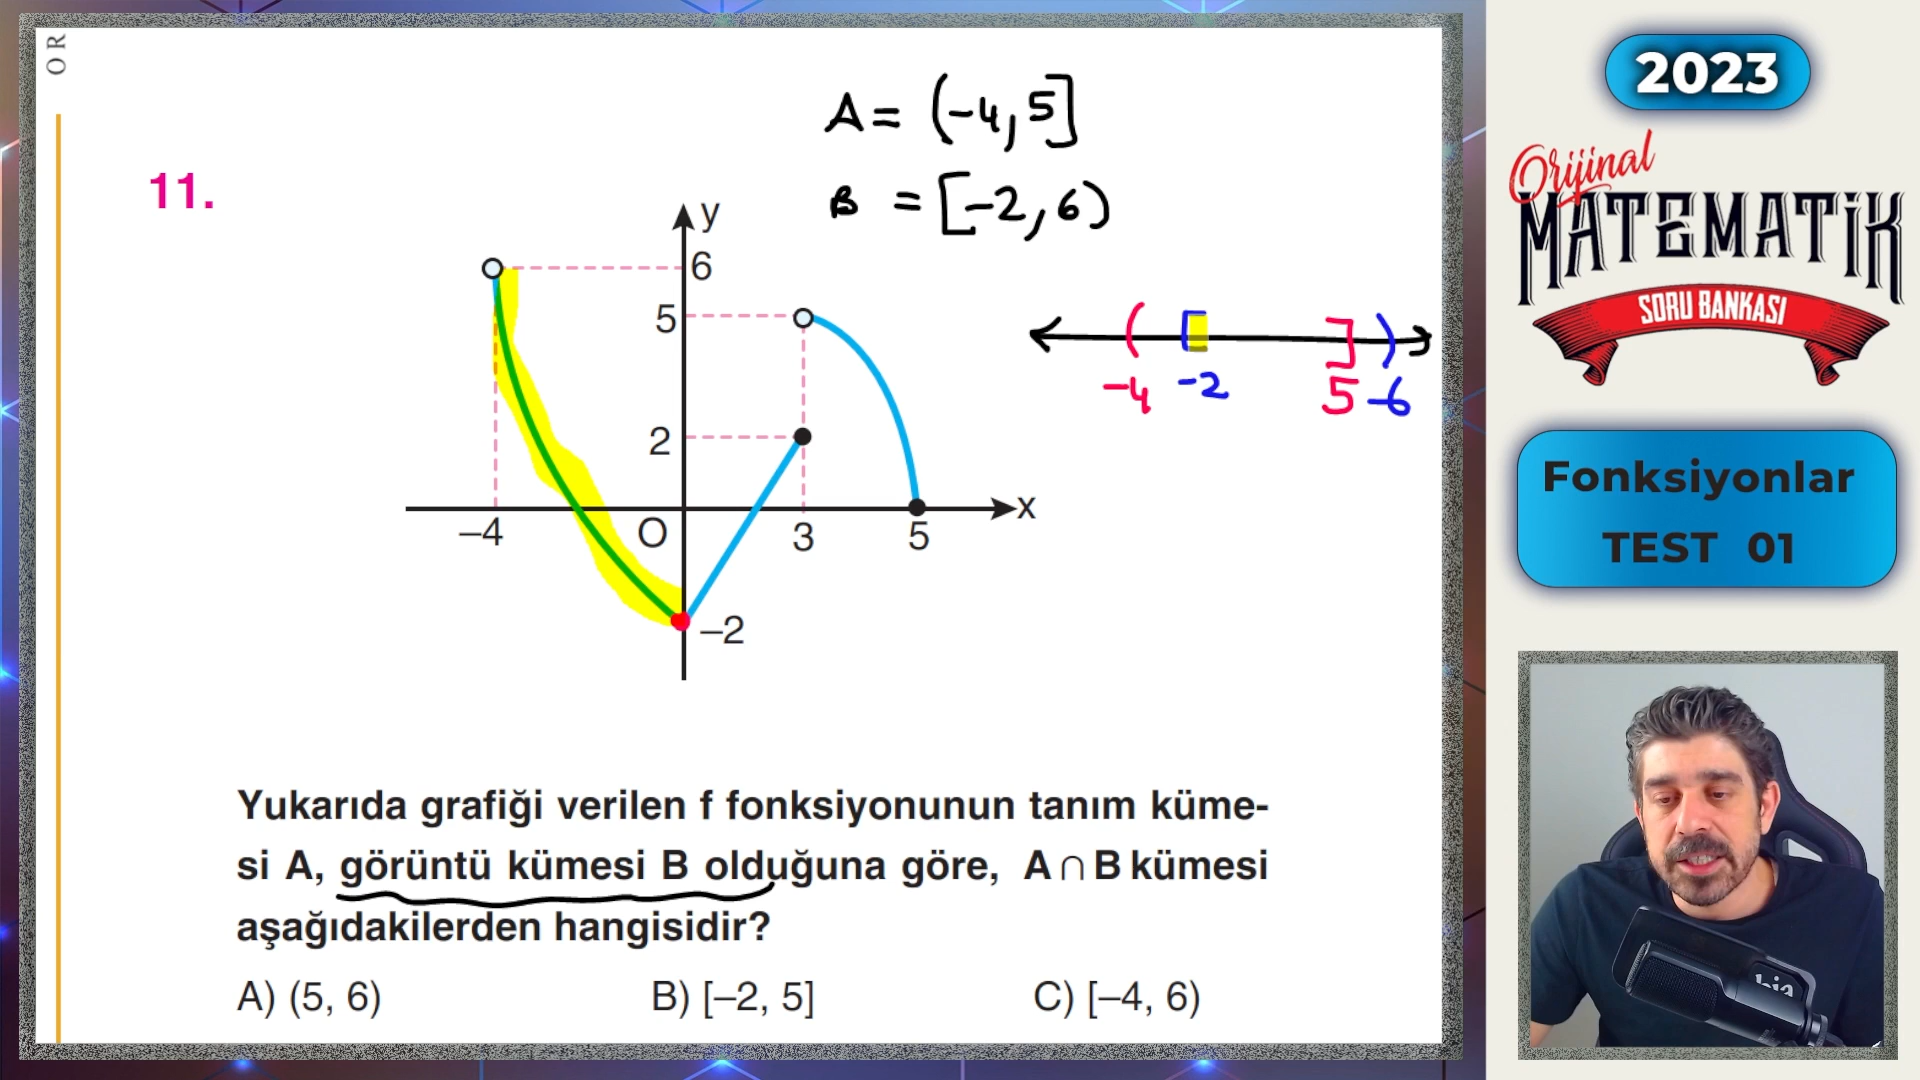 OR
11.
A = (-4, 5]
B = [-2, 6)
y
6
5
2
-4
O
3
5
x
-2
-4
-2
5
-6
Yukarıda grafiği verilen f fonksiyonunun tanım küme-
si A, görüntü kümesi B olduğuna göre, A∩B kümesi
aşağıdakilerden hangisidir?
A) (5, 6)
B) [–2, 5]
C) [–4, 6)
2023
Orijinal
MATEMATİK
SORU BANKASI
Fonksiyonlar
TEST 01